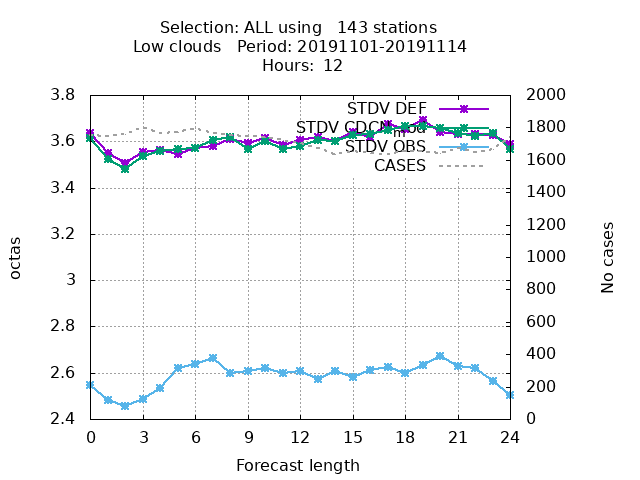 Selection: ALL using   143 stations
Low clouds   Period: 20191101-20191114
Hours:  12
3.8
3.6
3.4
3.2
3
2.8
2.6
2.4
2000
1800
1600
1400
1200
1000
800
600
400
200
0
STDV DEF
STDV CDCN_mod
STDV OBS
CASES
octas
No cases
0 3 6 9 12 15 18 21 24
Forecast length